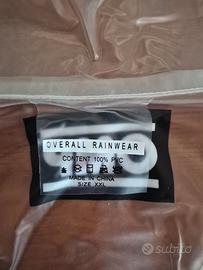 OVERALL RAINWEAR
CONTENT 100% PVC
MADE IN CHINA
SIZE XXL
subito